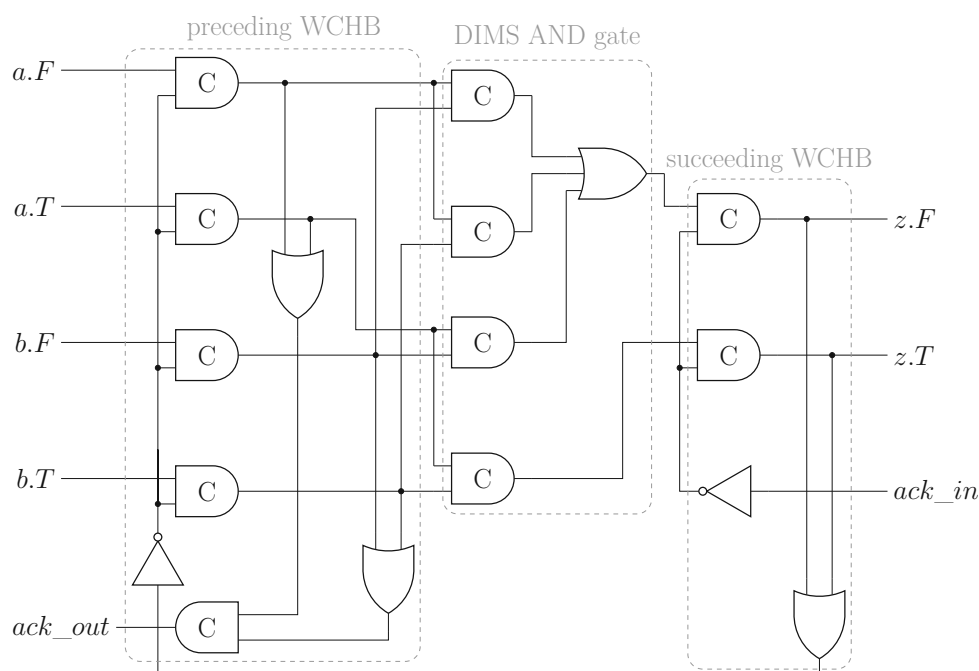 preceding WCHB
DIMS AND gate
succeeding WCHB
a.F
C
C
a.T
C
C
C
z.F
b.F
C
C
C
z.T
b.T
C
C
ack_in
ack_out
C